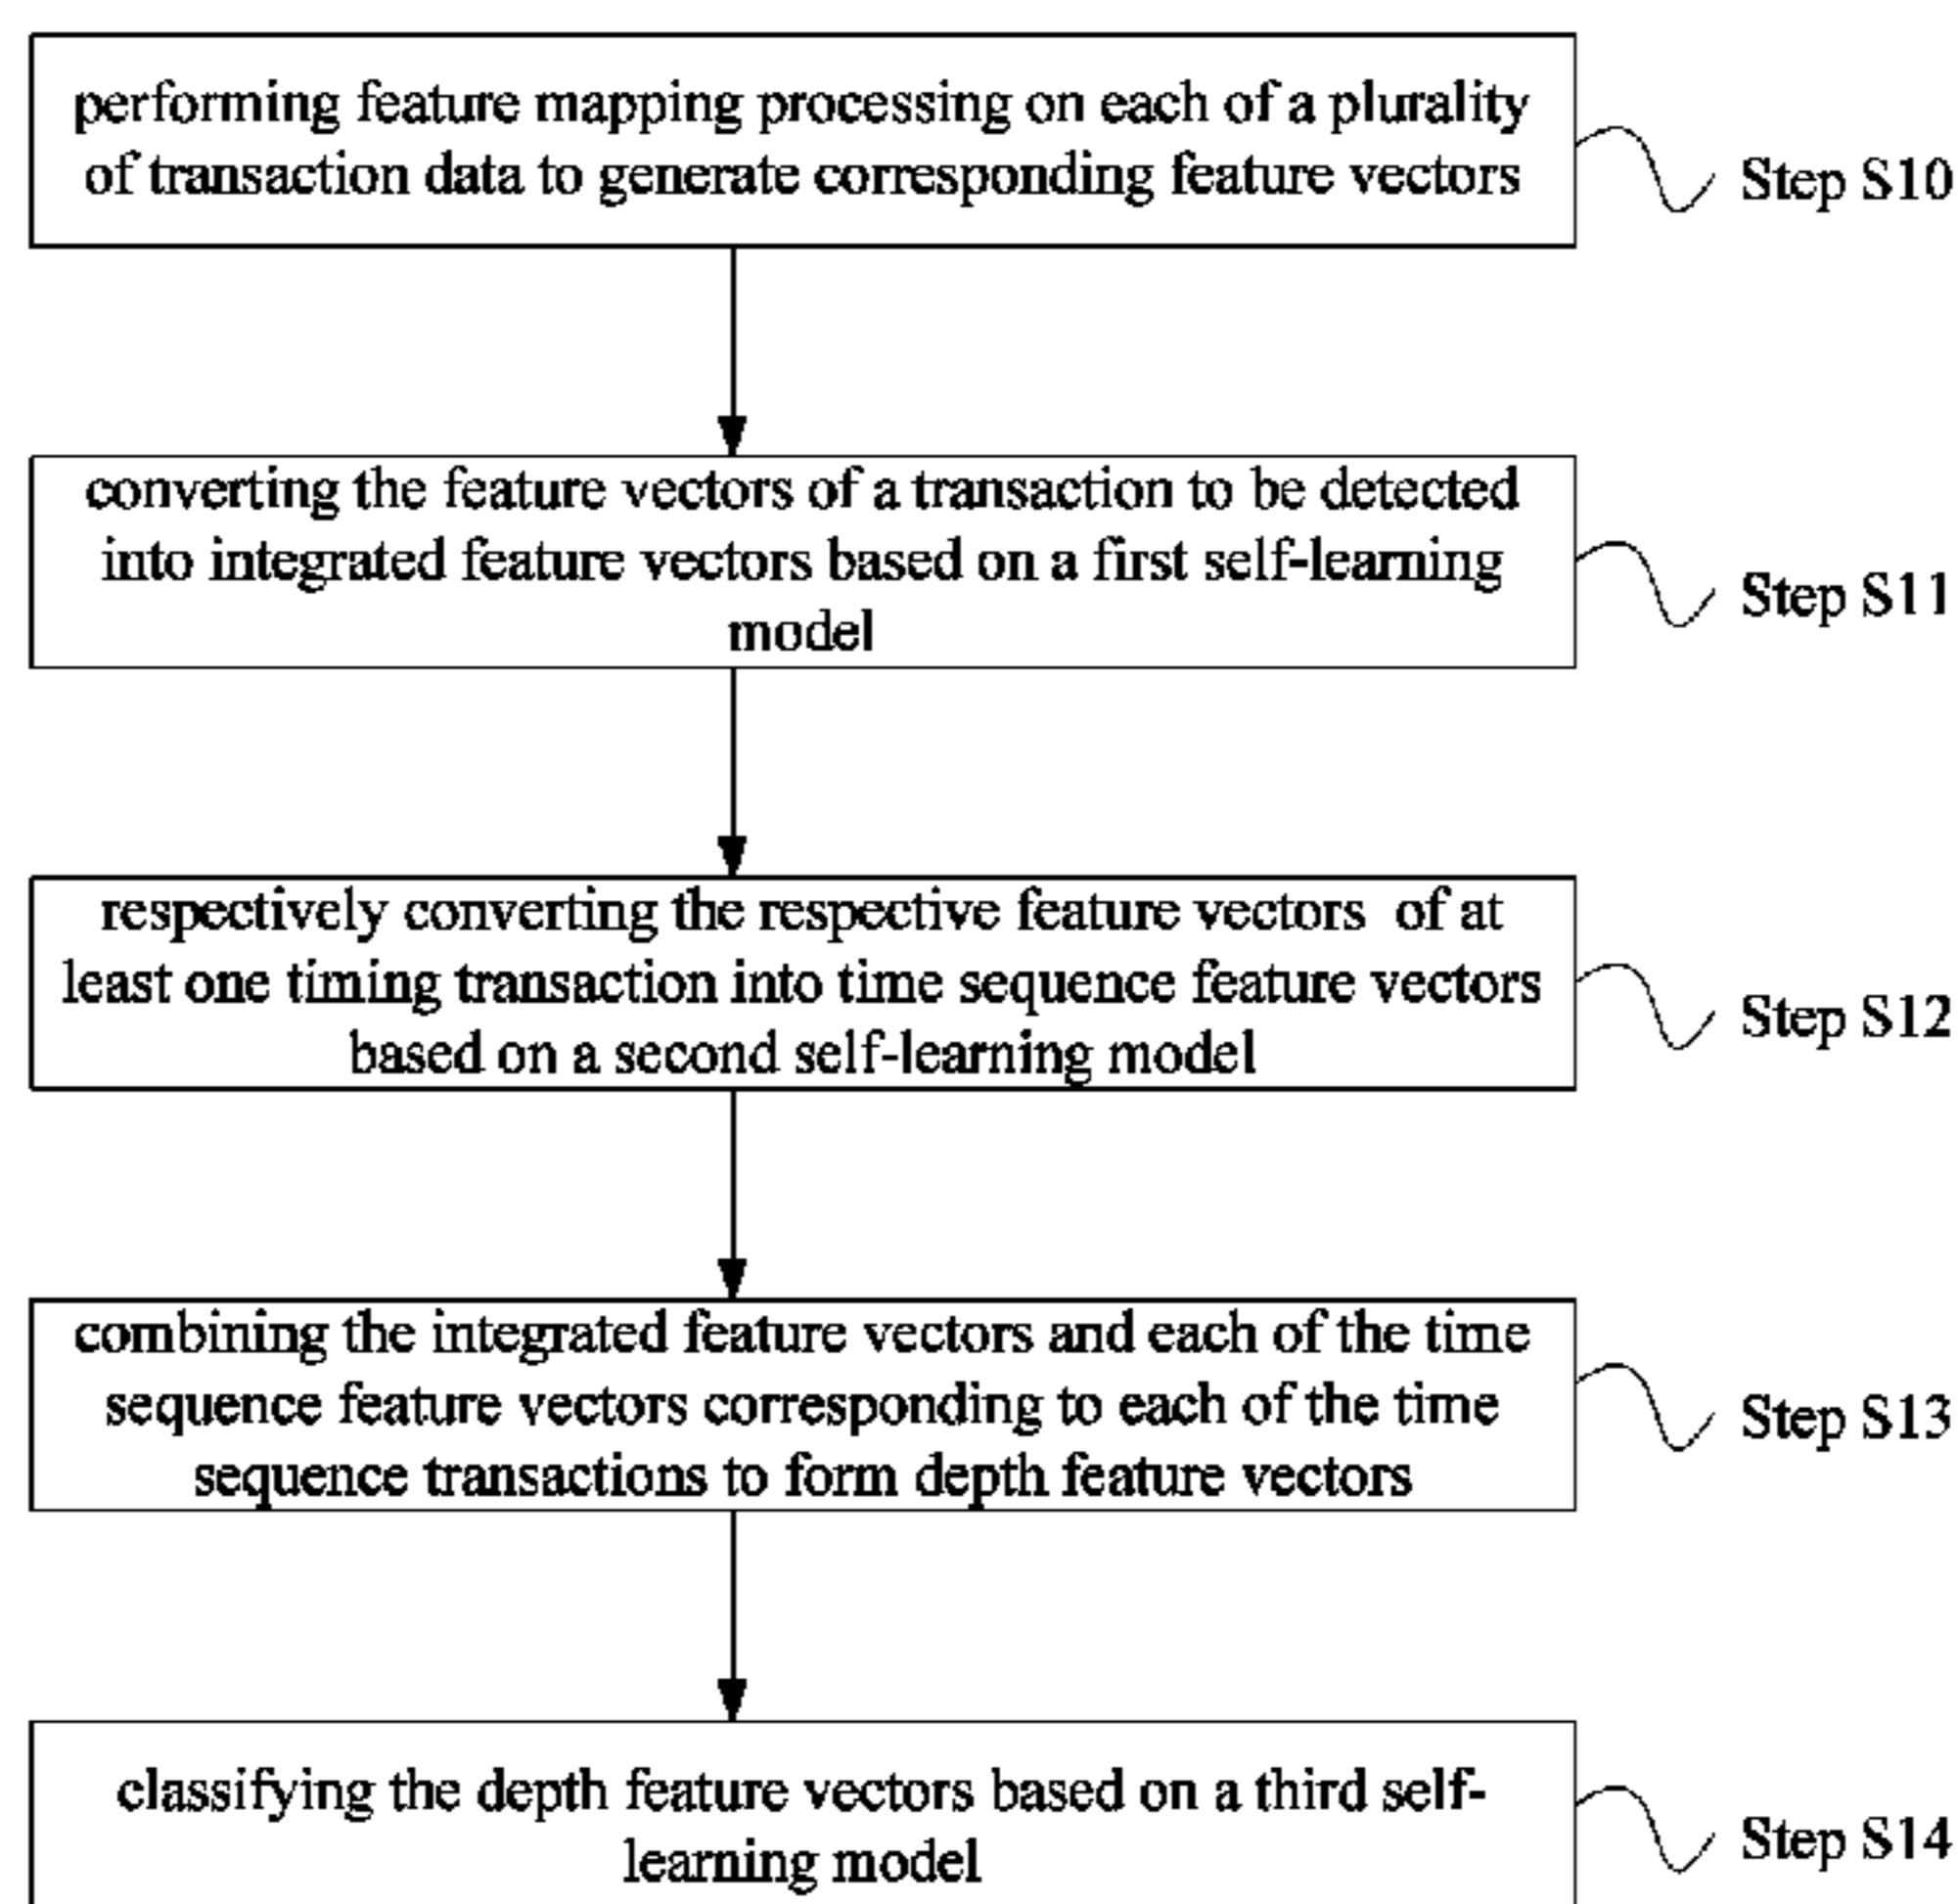 performing feature mapping processing on each of a plurality
of transaction data to generate corresponding feature vectors
Step S10
converting the feature vectors of a transaction to be detected
into integrated feature vectors based on a first self-learning
model
Step S11
respectively converting the respective feature vectors of at
least one timing transaction into time sequence feature vectors
based on a second self-learning model
Step S12
combining the integrated feature vectors and each of the time
sequence feature vectors corresponding to each of the time
sequence transactions to form depth feature vectors
Step S13
classifying the depth feature vectors based on a third self-
learning model
Step S14